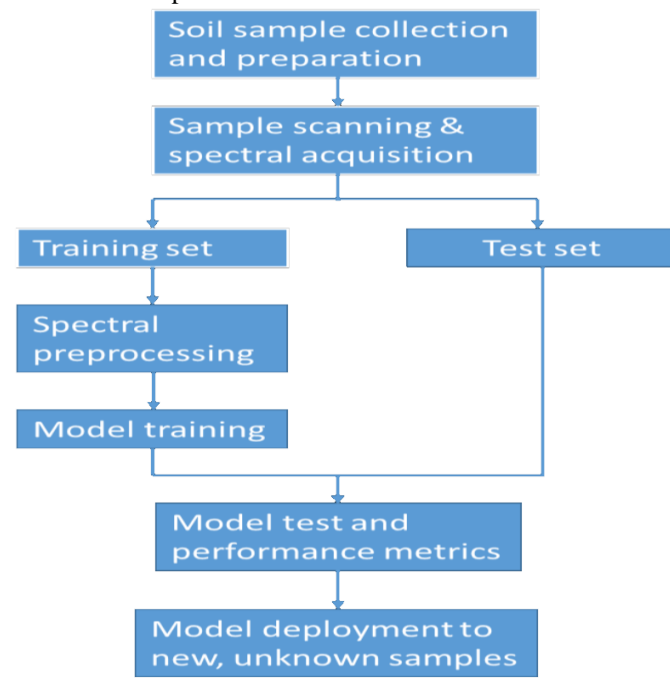 Soil sample collection
and preparation
Sample scanning &
spectral acquisition
Training set
Test set
Spectral
preprocessing
Model training
Model test and
performance metrics
Model deployment to
new, unknown samples